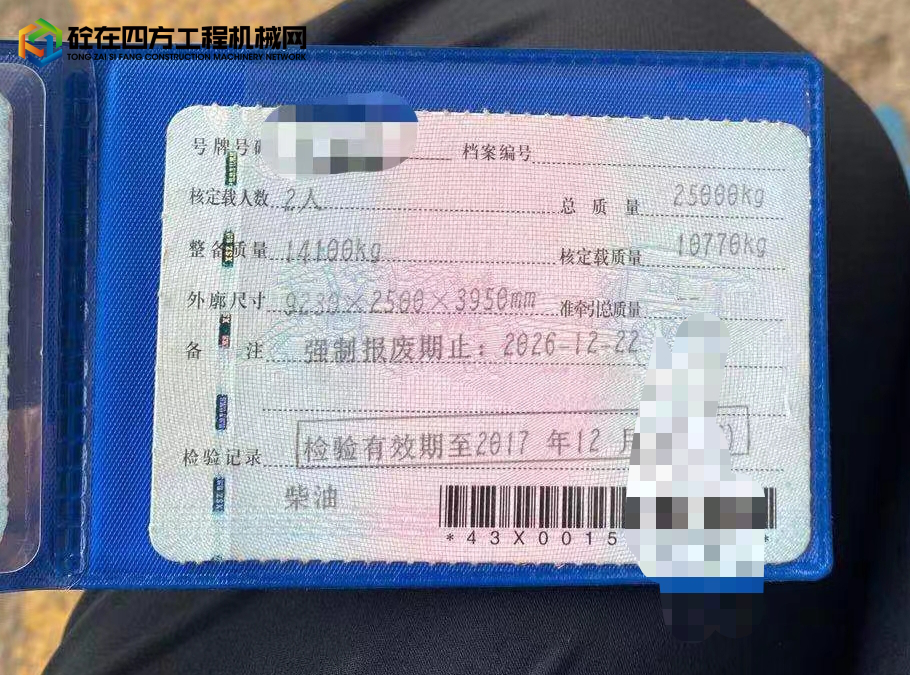 砼在四方工程机械网
TONG ZAI SI FANG CONSTRUCTION MACHINERY NETWORK
号牌号码 档案编号
核定载人数 2人 总质量 25000kg
整备质量 14100kg 核定载质量 10770kg
外廓尺寸 9230×2500×3950mm 准牵引总质量 --
备注 强制报废期止：2026-12-22
检验记录 检验有效期至2017年12月
柴油
*43X0015 *